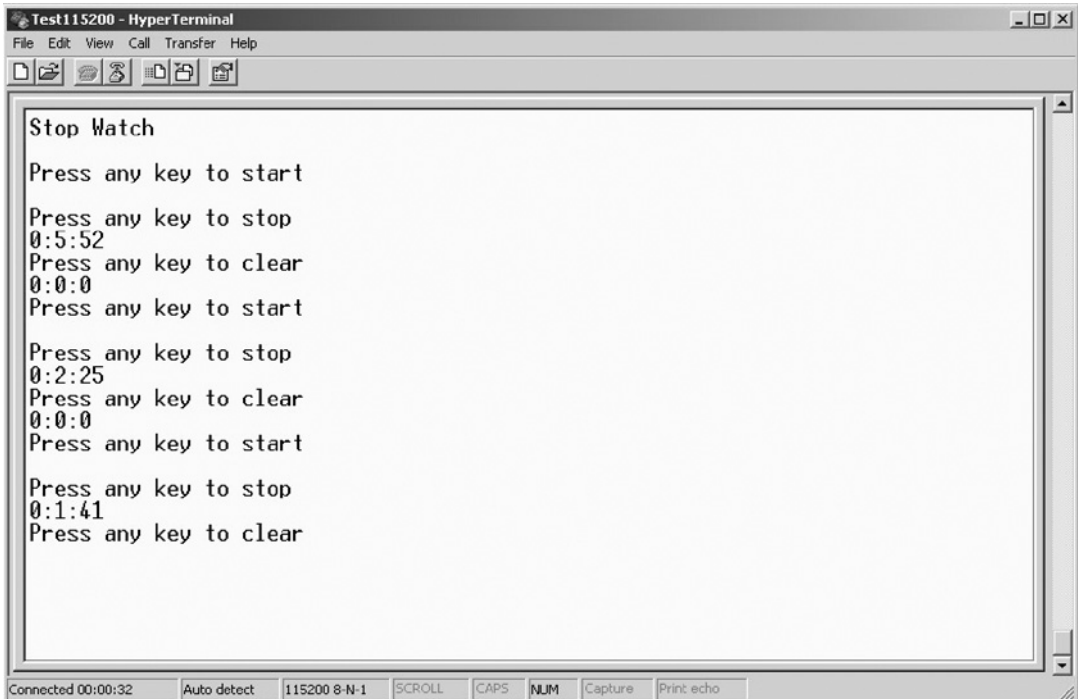 Test115200 - HyperTerminal
File Edit View Call Transfer Help
Stop Watch
Press any key to start
Press any key to stop
0:5:52
Press any key to clear
0:0:0
Press any key to start
Press any key to stop
0:2:25
Press any key to clear
0:0:0
Press any key to start
Press any key to stop
0:1:41
Press any key to clear
Connected 00:00:32 Auto detect 115200 8-N-1 SCROLL CAPS NUM Capture Print echo